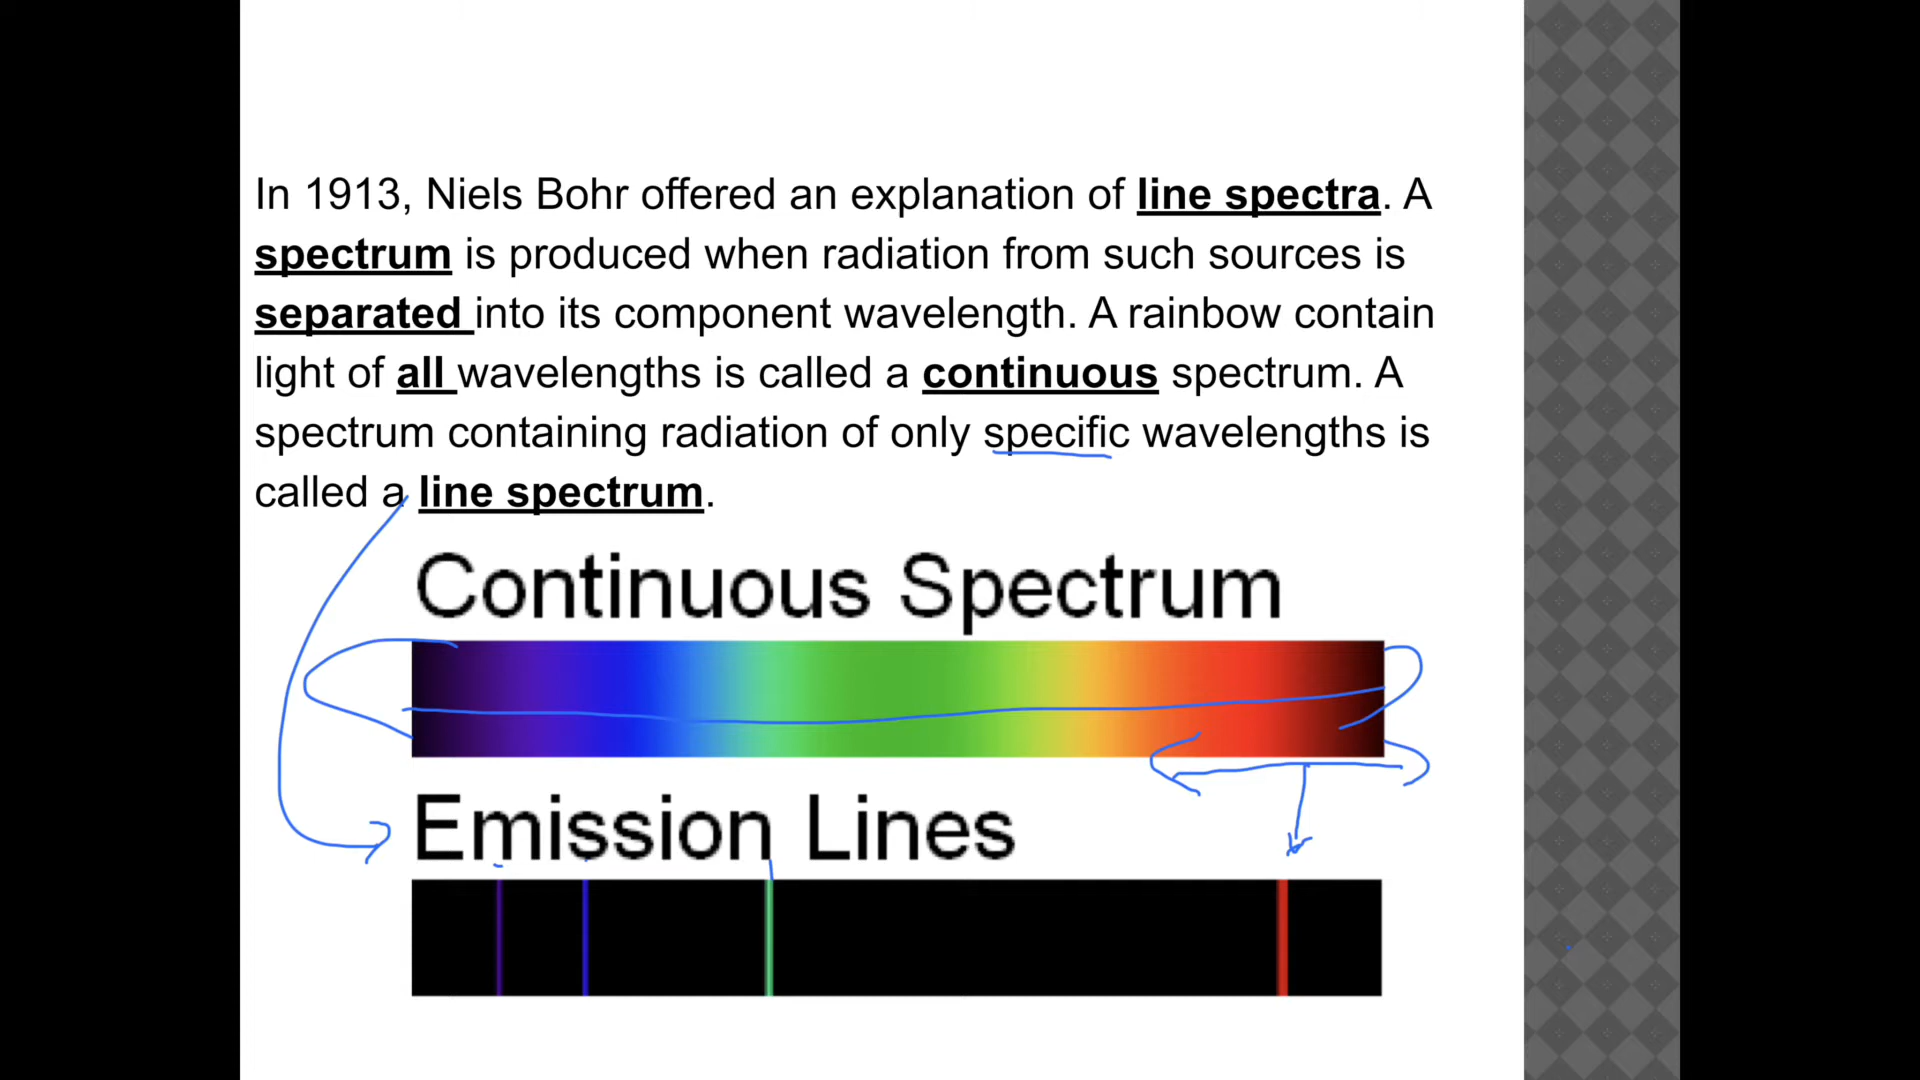 In 1913, Niels Bohr offered an explanation of line spectra. A
spectrum is produced when radiation from such sources is
separated into its component wavelength. A rainbow contain
light of all wavelengths is called a continuous spectrum. A
spectrum containing radiation of only specific wavelengths is
called a line spectrum.
Continuous Spectrum
Emission Lines